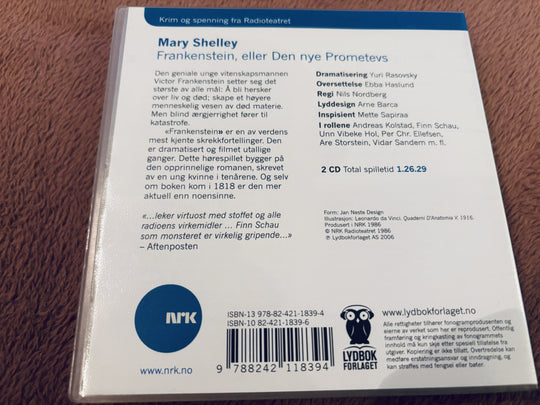 Krim og spenning fra Radioteatret
Mary Shelley
Frankenstein, eller Den nye Prometevs
Den geniale unge vitenskapsmannen
Victor Frankenstein setter seg det
største av alle mål: Å bli hersker
over liv og død; skape et høyere
menneskelig vesen av død materie.
Men blind ærgjerrighet fører til
katastrofe.
«Frankenstein» er en av verdens
mest kjente skrekkfortellinger. Den
er dramatisert og filmet utallige
ganger. Dette hørespillet bygger på
den opprinnelige romanen, skrevet
av en ung kvinne i tenårene. Og selv
om boken kom i 1818 er den mer
aktuell enn noensinne.
«...leker virtuost med stoffet og alle
radioens virkemidler ... Finn Schau
som monsteret er virkelig gripende...»
– Aftenposten
Dramatisering Yuri Rasovsky
Oversettelse Ebba Haslund
Regi Nils Nordberg
Lyddesign Arne Barca
Inspisient Mette Sapiraa
I rollene Andreas Kolstad, Finn Schau,
Unn Vibeke Hol, Per Chr. Ellefsen,
Are Storstein, Vidar Sandem m. fl.
2 CD Total spilletid 1.26.29
Form: Jan Neste Design
Illustrasjon: Leonardo da Vinci. Quaderni D'Anatomia V. 1916.
Produsert i NRK 1986
© NRK Radioteatret 1986
℗ Lydbokforlaget AS 2006
NRK
www.nrk.no
ISBN-13 978-82-421-1839-4
ISBN-10 82-421-1839-6
9 788242 118394
LYDBOK
FORLAGET
www.lydbokforlaget.no
Alle rettigheter tilhører fonogramprodusenten og
eierne av verket som her er reprodusert. Offentlig
fremføring og kringkasting av fonogrammets
innhold må kun skje etter spesiell tillatelse fra
utgiver. Kopiering er ikke tillatt. Overtredelse kan
medføre erstatningsansvar og inndragning, og
kan straffes med fengsel eller bøter.